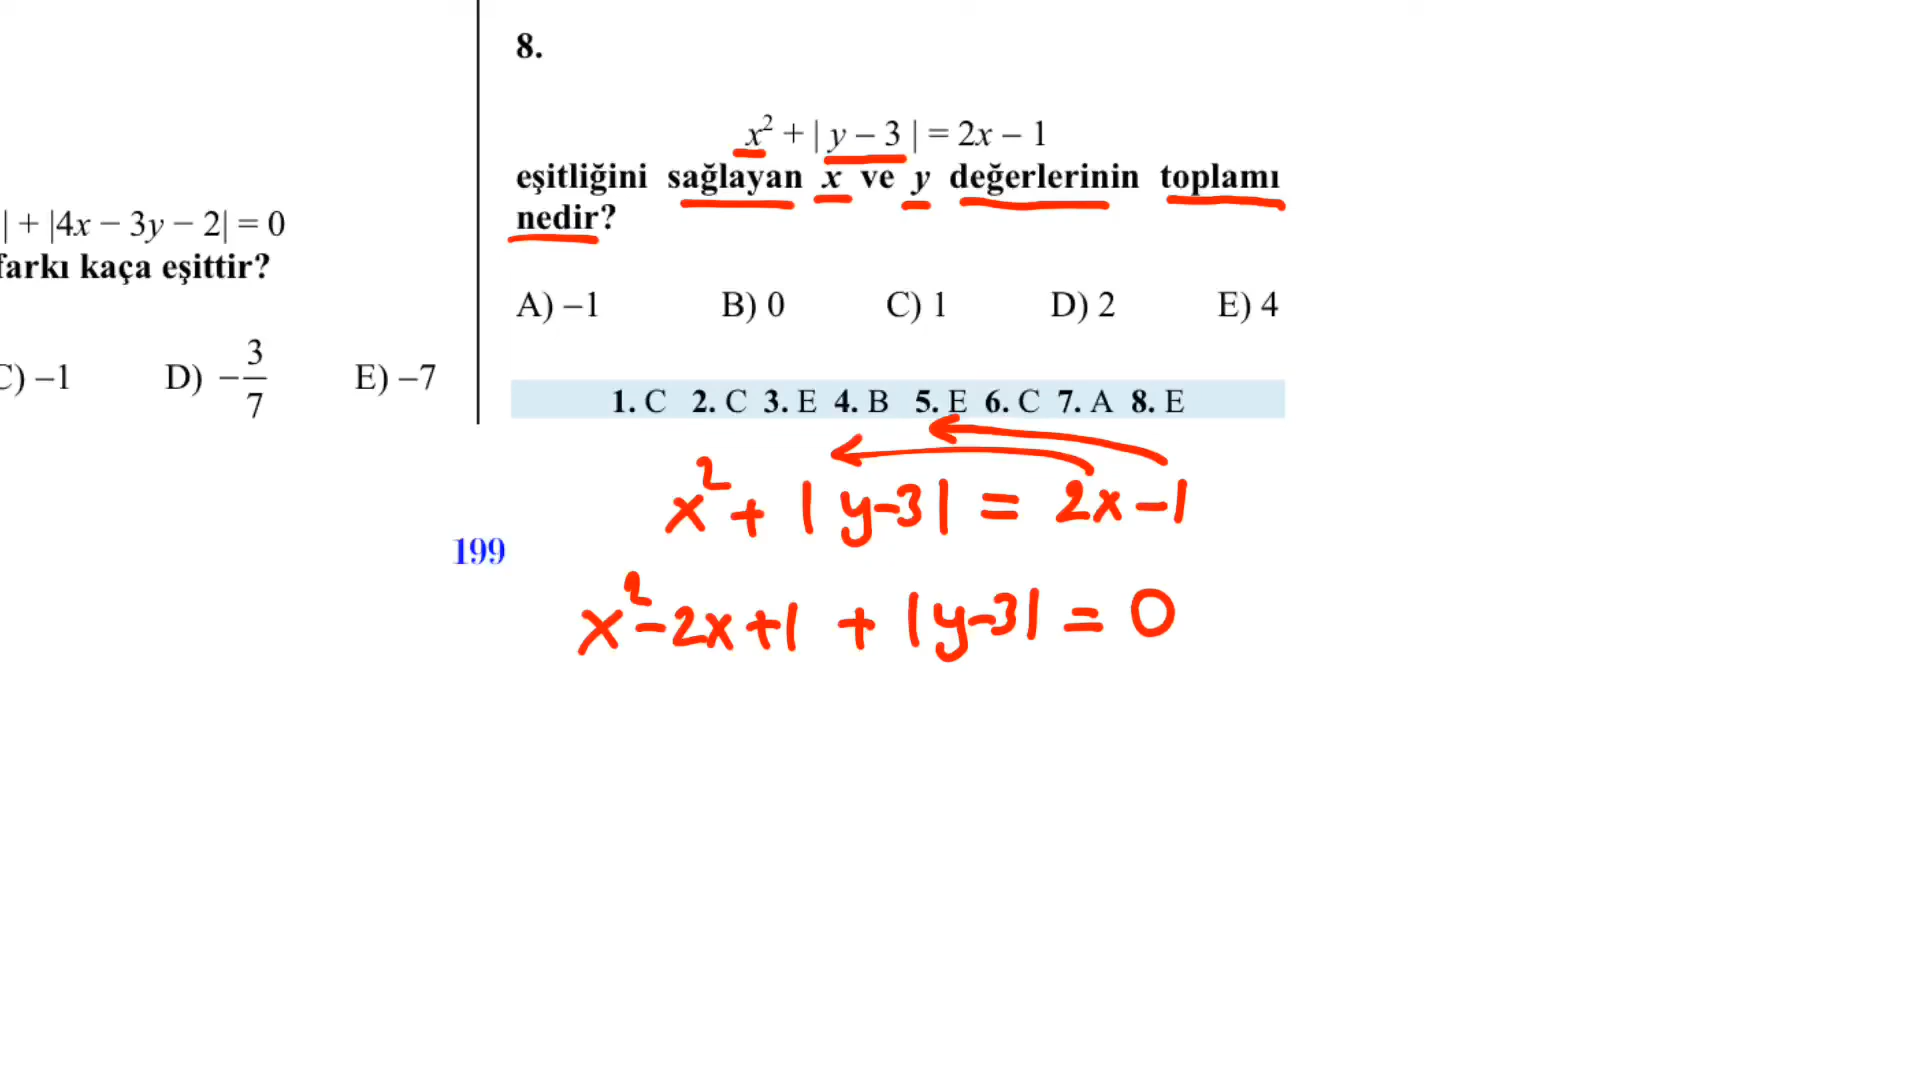 | + |4x − 3y − 2| = 0
farkı kaça eşittir?
C) −1 D) −3/7 E) −7
199
8.
x² + | y − 3 | = 2x − 1
eşitliğini sağlayan x ve y değerlerinin toplamı
nedir?
A) −1 B) 0 C) 1 D) 2 E) 4
1. C 2. C 3. E 4. B 5. E 6. C 7. A 8. E
x² + |y-3| = 2x-1
x²-2x+1 + |y-3| = 0